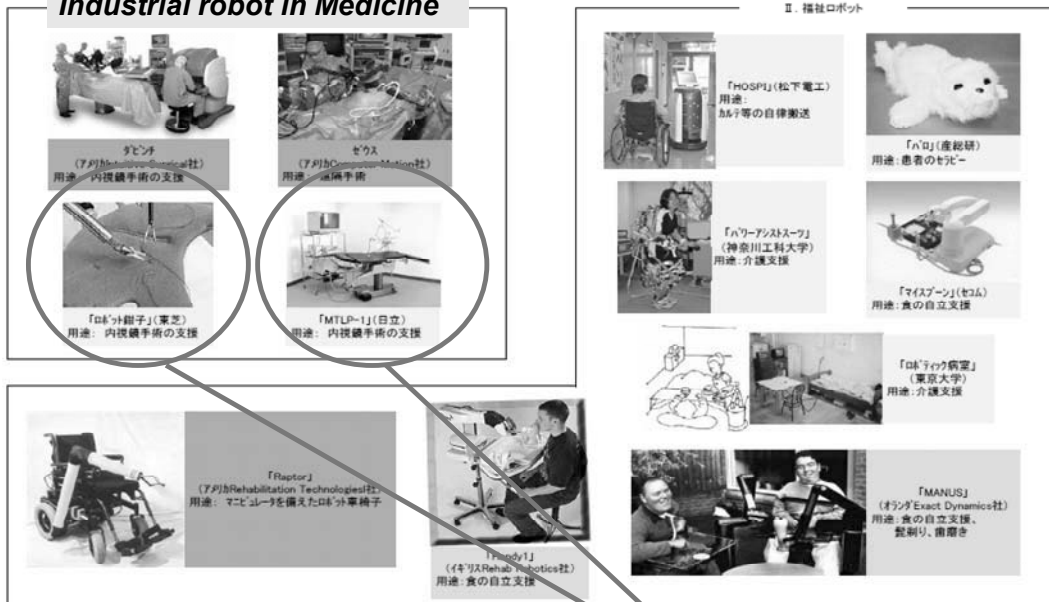 Industrial robot in Medicine
ダビンチ
(アメリカIntuitive Surgical社)
用途: 内視鏡手術の支援
ゼウス
(アメリカComputer Motion社)
用途: 遠隔手術
「ロボット鉗子」(東芝)
用途: 内視鏡手術の支援
「MTLP-1」(日立)
用途: 内視鏡手術の支援
Ⅱ. 福祉ロボット
「HOSPI」(松下電工)
用途:
カルテ等の自律搬送
「パロ」(産総研)
用途:患者のセラピー
「パワーアシストスーツ」
(神奈川工科大学)
用途:介護支援
「マイスプーン」(セコム)
用途:食の自立支援
「ロボティック病室」
(東京大学)
用途:介護支援
「Raptor」
(アメリカRehabilitation Technologies社)
用途: マニピュレータを備えたロボット車椅子
「Handy1」
(イギリスRehab Robotics社)
用途:食の自立支援
「MANUS」
(オランダExact Dynamics社)
用途:食の自立支援、
髭剃り、歯磨き